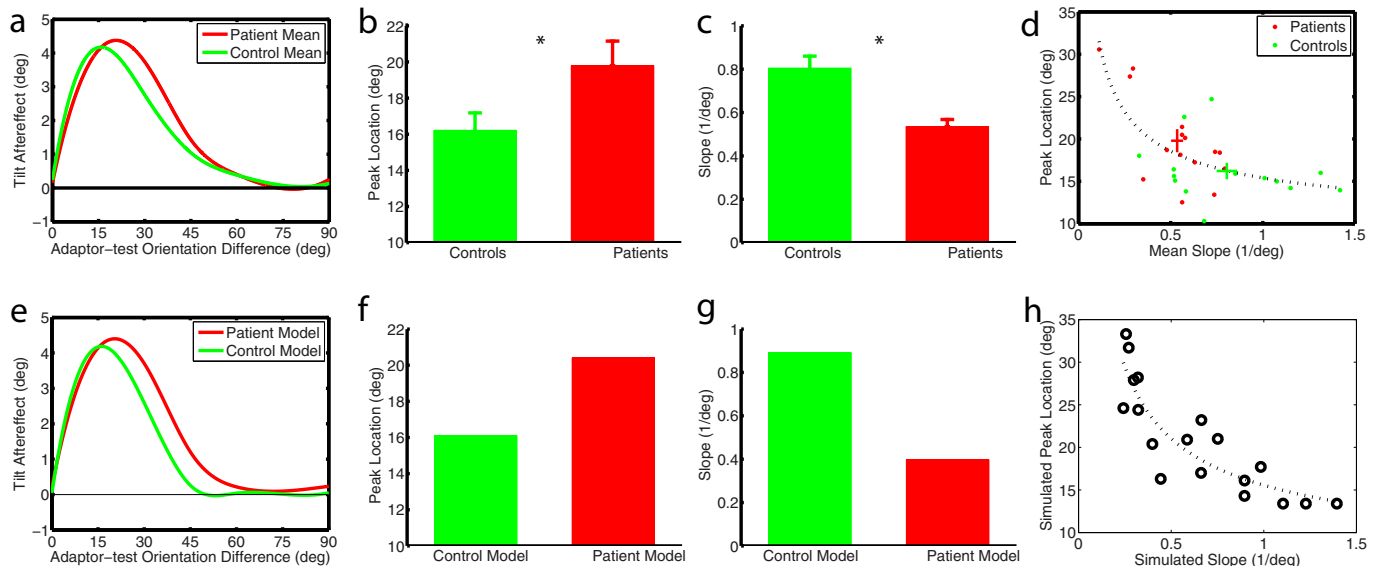 a
Tilt Aftereffect (deg)
5
4
3
2
1
0
−1
0 15 30 45 60 75 90
Adaptor−test Orientation Difference (deg)
Patient Mean
Control Mean
b
Peak Location (deg)
22
20
18
16
14
12
10
*
Controls Patients
c
Slope (1/deg)
1
0.8
0.6
0.4
0.2
0
*
Controls Patients
d
Peak Location (deg)
35
30
25
20
15
10
0 0.5 1 1.5
Mean Slope (1/deg)
Patients
Controls
e
Tilt Aftereffect (deg)
5
4
3
2
1
0
−1
0 15 30 45 60 75 90
Adaptor−test Orientation Difference (deg)
Patient Model
Control Model
f
Peak Location (deg)
22
20
18
16
14
12
10
Control Model Patient Model
g
Slope (1/deg)
1
0.8
0.6
0.4
0.2
0
Control Model Patient Model
h
Simulated Peak Location (deg)
35
30
25
20
15
10
0 0.5 1 1.5
Simulated Slope (1/deg)